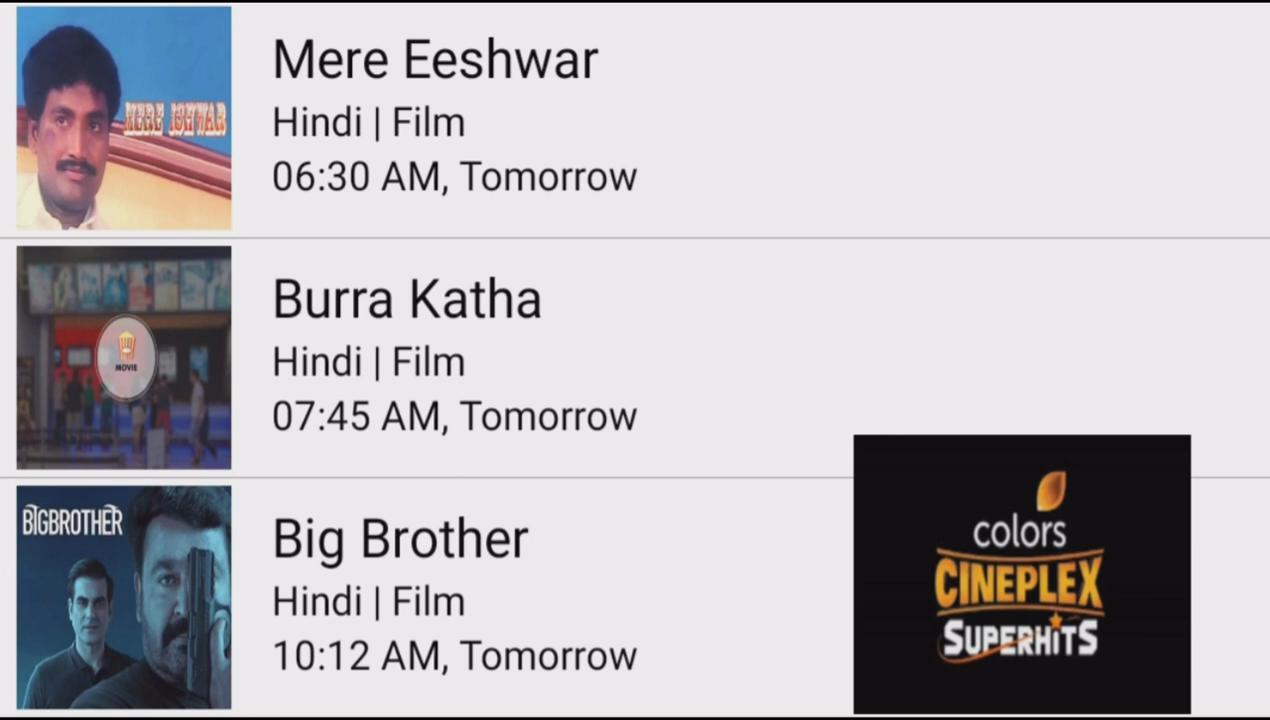 MERE ISHWAR
Mere Eeshwar
Hindi | Film
06:30 AM, Tomorrow
MOVIE
Burra Katha
Hindi | Film
07:45 AM, Tomorrow
BIGBROTHER
Big Brother
Hindi | Film
10:12 AM, Tomorrow
colors
CINEPLEX
SUPERHITS